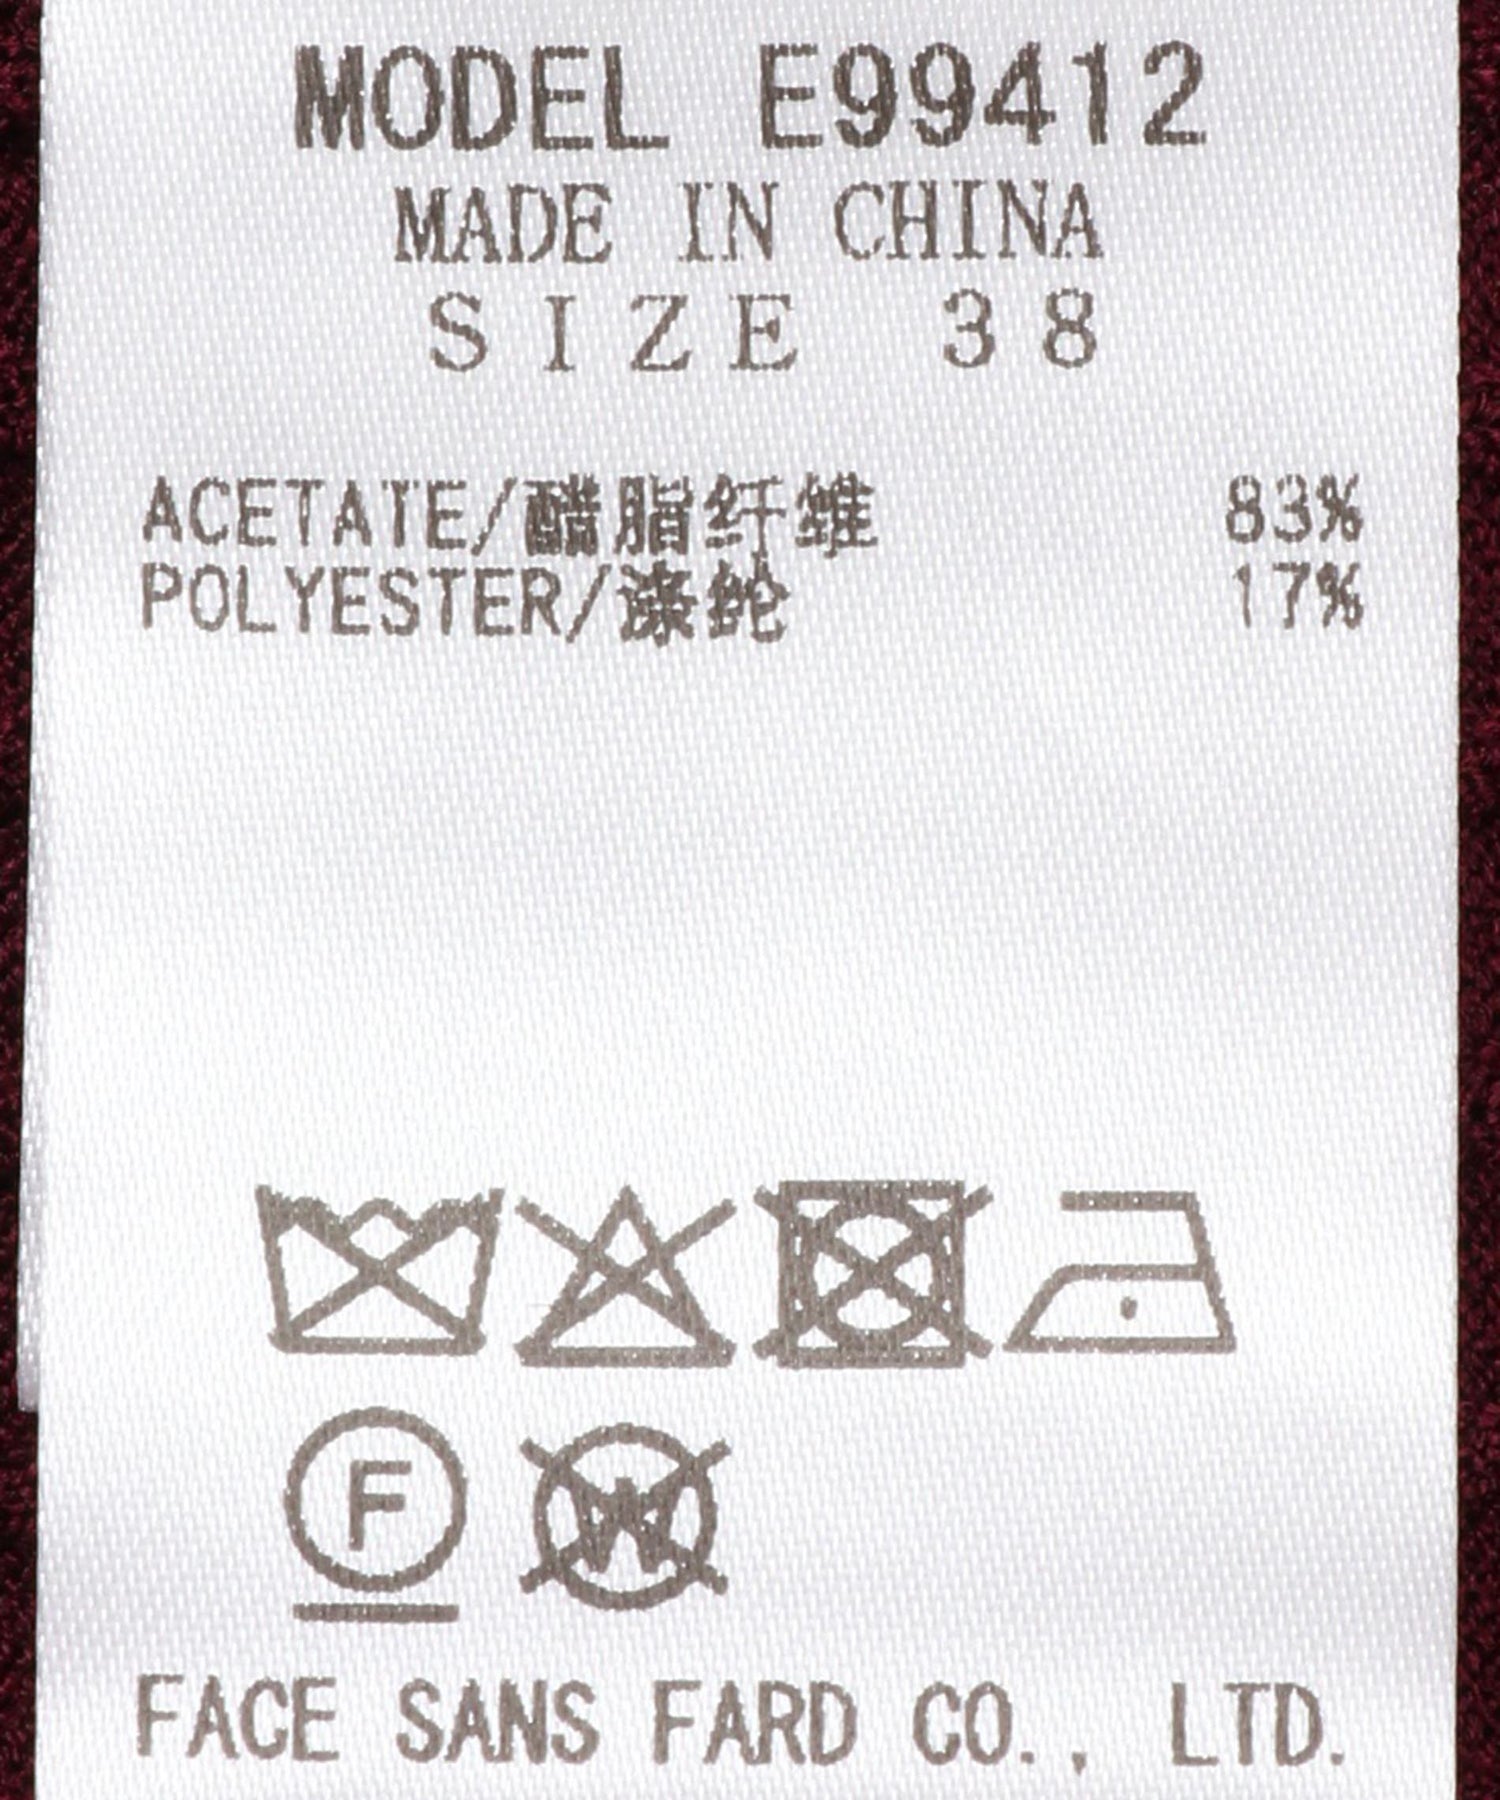 MODEL E99412
MADE IN CHINA
SIZE 38
ACETATE/醋脂纤维 83%
POLYESTER/涤纶 17%
F W
FACE SANS FARD CO., LTD.